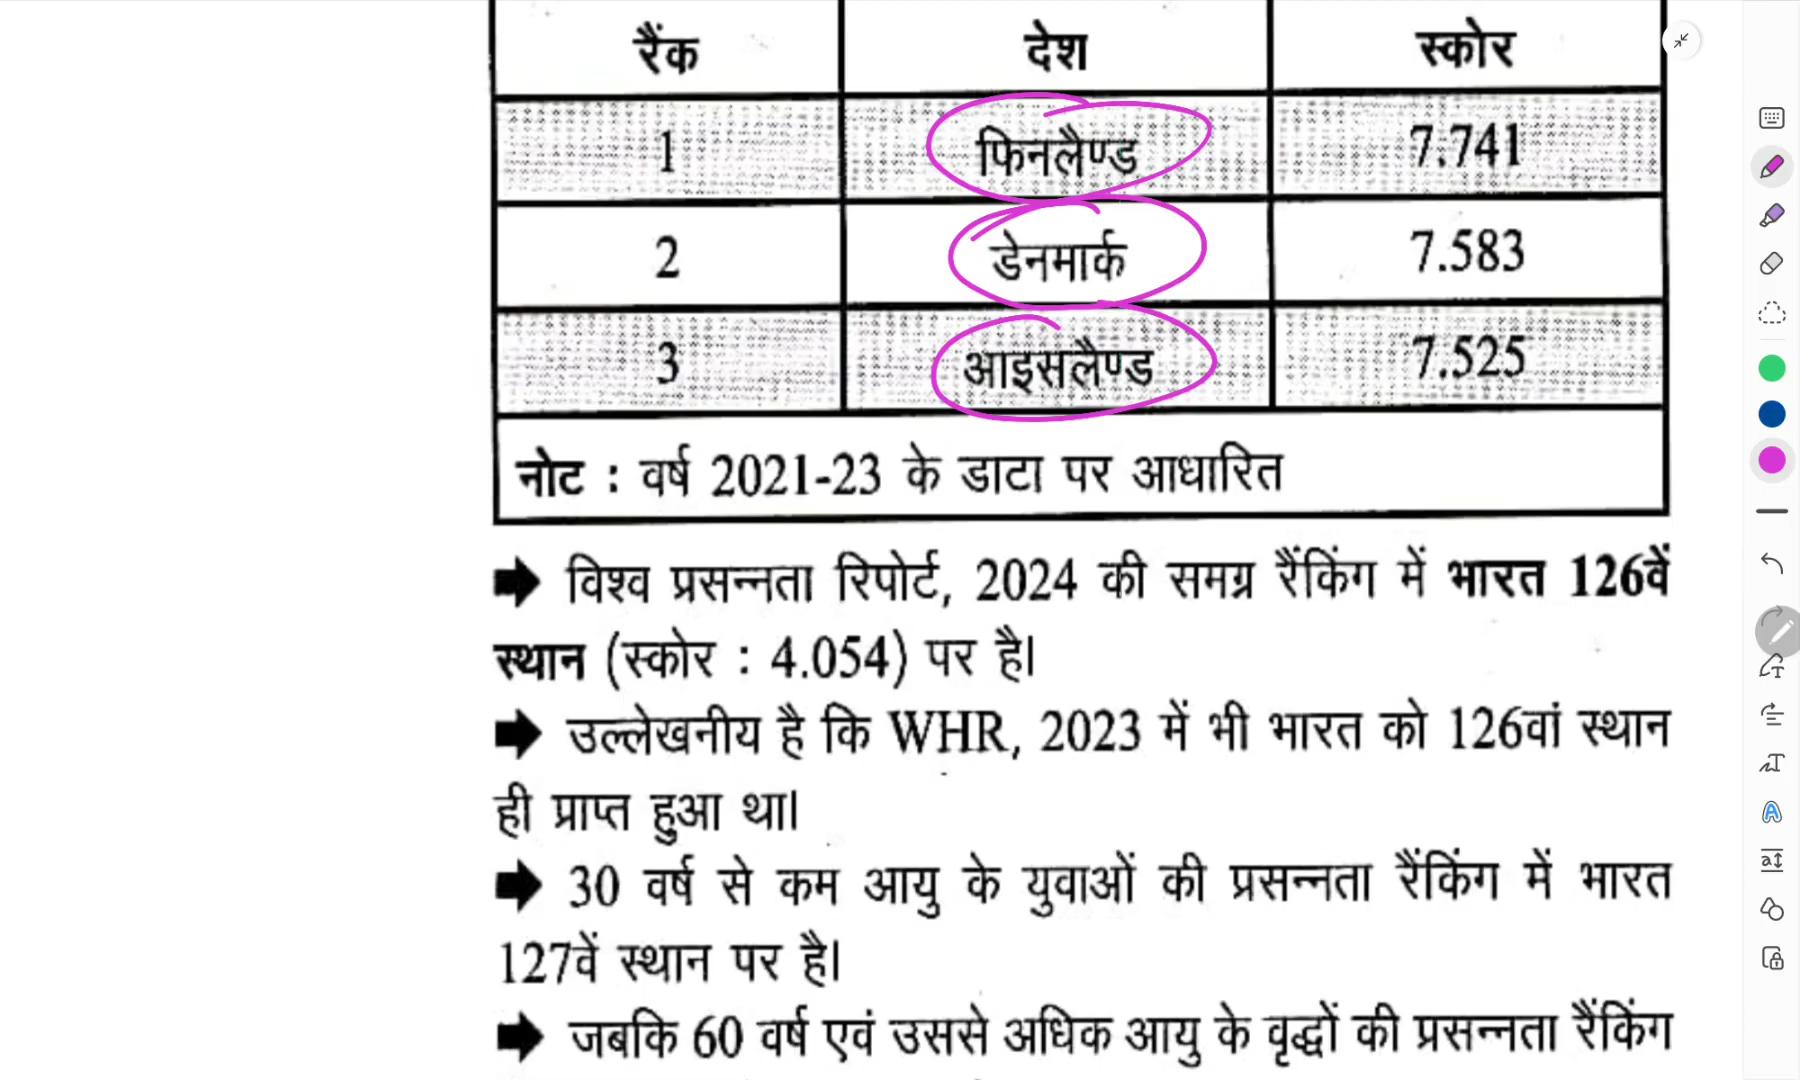 रैंक देश स्कोर
1 फिनलैण्ड 7.741
2 डेनमार्क 7.583
3 आइसलैण्ड 7.525
नोट : वर्ष 2021-23 के डाटा पर आधारित
➡ विश्व प्रसन्नता रिपोर्ट, 2024 की समग्र रैंकिंग में भारत 126वें
स्थान (स्कोर : 4.054) पर है।
➡ उल्लेखनीय है कि WHR, 2023 में भी भारत को 126वां स्थान
ही प्राप्त हुआ था।
➡ 30 वर्ष से कम आयु के युवाओं की प्रसन्नता रैंकिंग में भारत
127वें स्थान पर है।
➡ जबकि 60 वर्ष एवं उससे अधिक आयु के वृद्धों की प्रसन्नता रैंकिंग